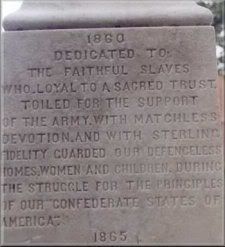 1860
DEDICATED TO
THE FAITHFUL SLAVES
WHO, LOYAL TO A SACRED TRUST,
TOILED FOR THE SUPPORT
OF THE ARMY, WITH MATCHLESS
DEVOTION, AND WITH STERLING
FIDELITY GUARDED OUR DEFENCELESS
HOMES, WOMEN AND CHILDREN, DURING
THE STRUGGLE FOR THE PRINCIPLES
OF OUR "CONFEDERATE STATES OF
AMERICA".
1865